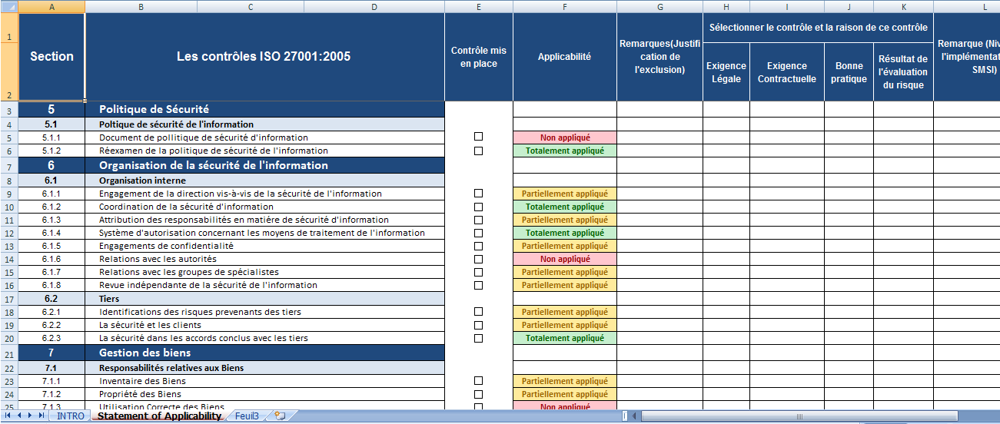 A B C D E F G H I J K L
1 Section Les contrôles ISO 27001:2005 Contrôle mis en place Applicabilité Remarques(Justification de l'exclusion) Sélectionner le contrôle et la raison de ce contrôle Remarque (Niv l'implémentat SMSI)
2 Exigence Légale Exigence Contractuelle Bonne pratique Résultat de l'évaluation du risque
3 5 Politique de Sécurité
4 5.1 Poltique de sécurité de l'information
5 5.1.1 Document de pollitique de sécurité d'information Non appliqué
6 5.1.2 Réexamen de la politique de sécurité de l'information Totalement appliqué
7 6 Organisation de la sécurité de l'information
8 6.1 Organisation interne
9 6.1.1 Engagement de la direction vis-à-vis de la sécurité de l'information Partiellement appliqué
10 6.1.2 Coordination de la sécurité d'information Totalement appliqué
11 6.1.3 Attribution des responsabilités en matiére de sécurité d'information Partiellement appliqué
12 6.1.4 Système d'autorisation concernant les moyens de traitement de l'information Totalement appliqué
13 6.1.5 Engagements de confidentialité Partiellement appliqué
14 6.1.6 Relations avec les autorités Non appliqué
15 6.1.7 Relations avec les groupes de spécialistes Partiellement appliqué
16 6.1.8 Revue indépendante de la sécurité de l'information Partiellement appliqué
17 6.2 Tiers
18 6.2.1 Identifications des risques prevenants des tiers Partiellement appliqué
19 6.2.2 La sécurité et les clients Partiellement appliqué
20 6.2.3 La sécurité dans les accords conclus avec les tiers Totalement appliqué
21 7 Gestion des biens
22 7.1 Responsabilités relatives aux Biens
23 7.1.1 Inventaire des Biens Partiellement appliqué
24 7.1.2 Propriété des Biens Partiellement appliqué
25 7.1.3 Utilisation Correcte des Biens Non appliqué
INTRO Statement of Applicability Feuil3